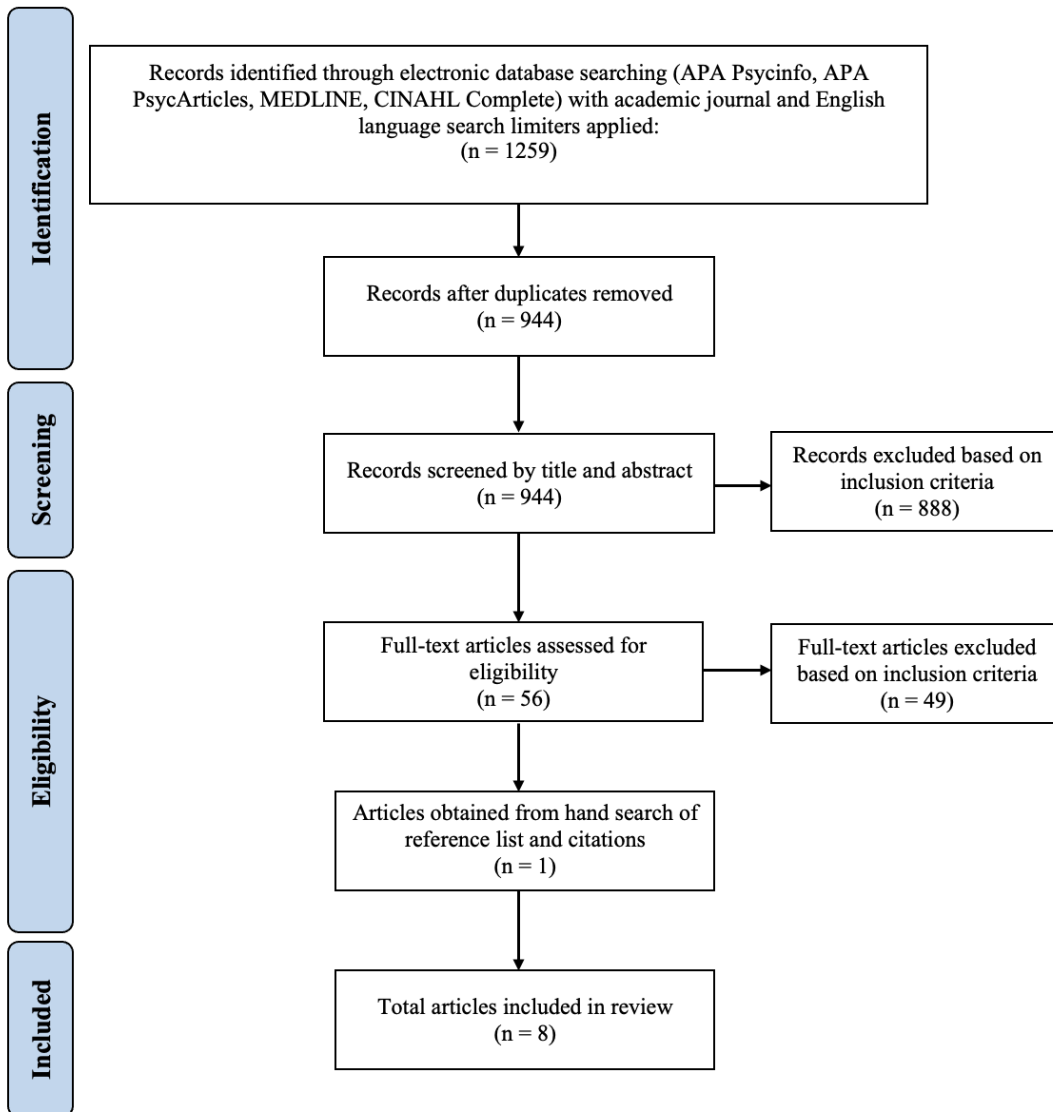 Identification
Records identified through electronic database searching (APA Psycinfo, APA
PsycArticles, MEDLINE, CINAHL Complete) with academic journal and English
language search limiters applied:
(n = 1259)
Records after duplicates removed
(n = 944)
Screening
Records screened by title and abstract
(n = 944)
Records excluded based on
inclusion criteria
(n = 888)
Eligibility
Full-text articles assessed for
eligibility
(n = 56)
Full-text articles excluded
based on inclusion criteria
(n = 49)
Articles obtained from hand search of
reference list and citations
(n = 1)
Included
Total articles included in review
(n = 8)